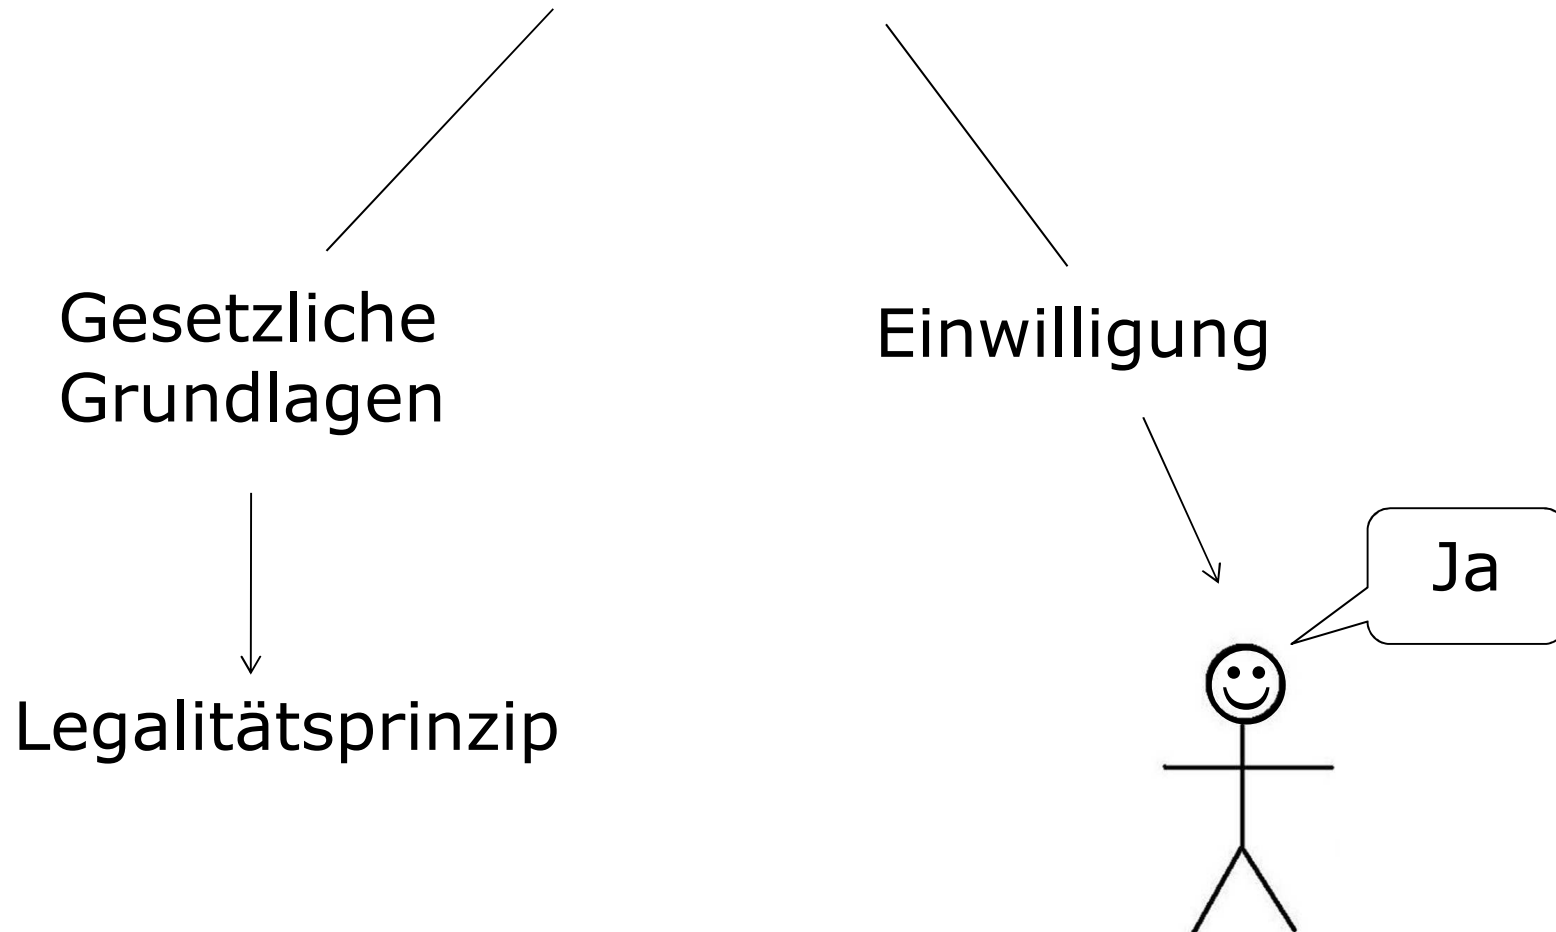 Gesetzliche
Grundlagen
Einwilligung
Ja
Legalitätsprinzip